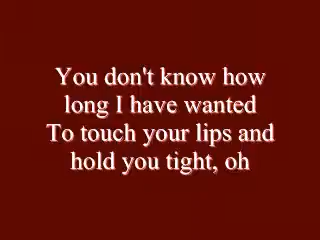 You don't know how
long I have wanted
To touch your lips and
hold you tight, oh